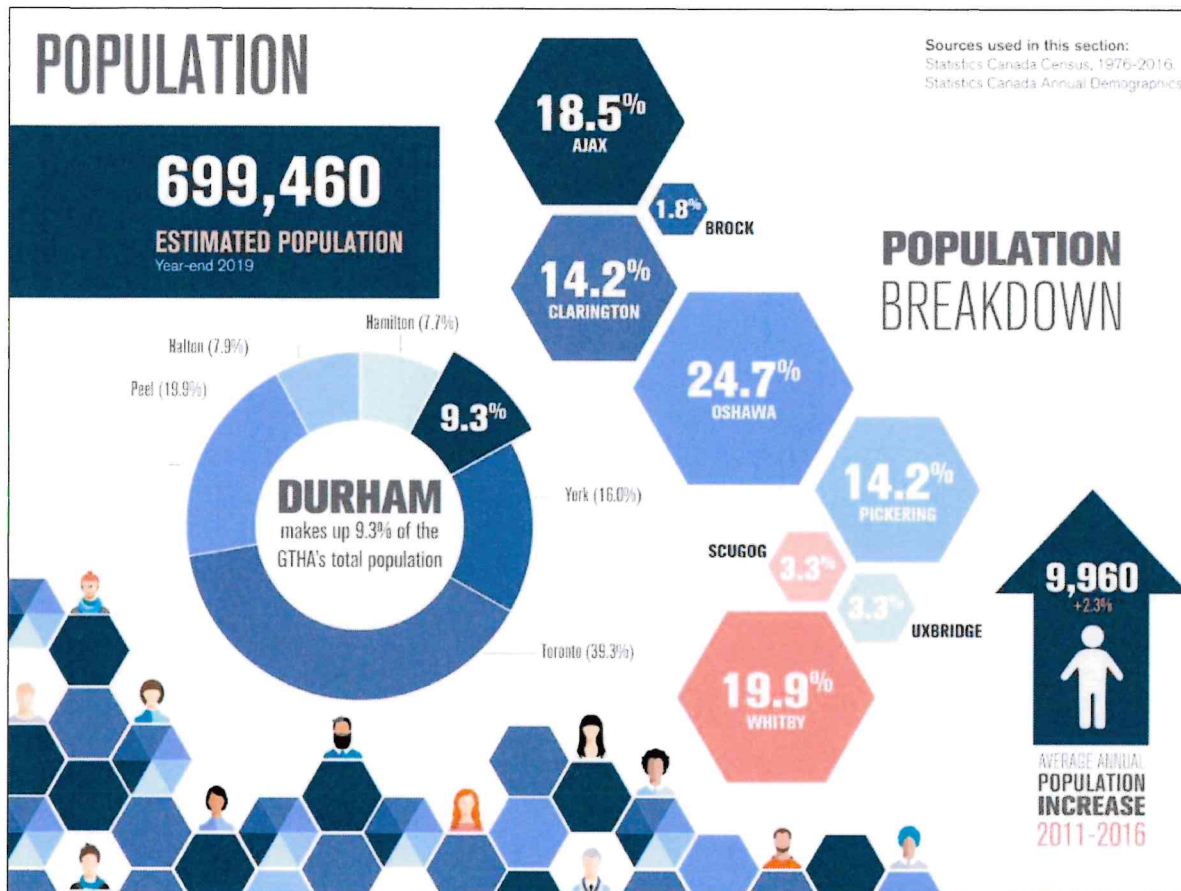 POPULATION
Sources used in this section:
Statistics Canada Census, 1976-2016.
Statistics Canada Annual Demographics
699,460
ESTIMATED POPULATION
Year-end 2019
18.5%
AJAX
1.8%
BROCK
14.2%
CLARINGTON
POPULATION
BREAKDOWN
24.7%
OSHAWA
14.2%
PICKERING
SCUGOG
3.3%
3.3%
UXBRIDGE
19.9%
WHITBY
Hamilton (7.7%)
Halton (7.9%)
Peel (19.9%)
9.3%
York (16.0%)
Toronto (39.3%)
DURHAM
makes up 9.3% of the
GTHA's total population
9,960
+2.3%
AVERAGE ANNUAL
POPULATION
INCREASE
2011-2016